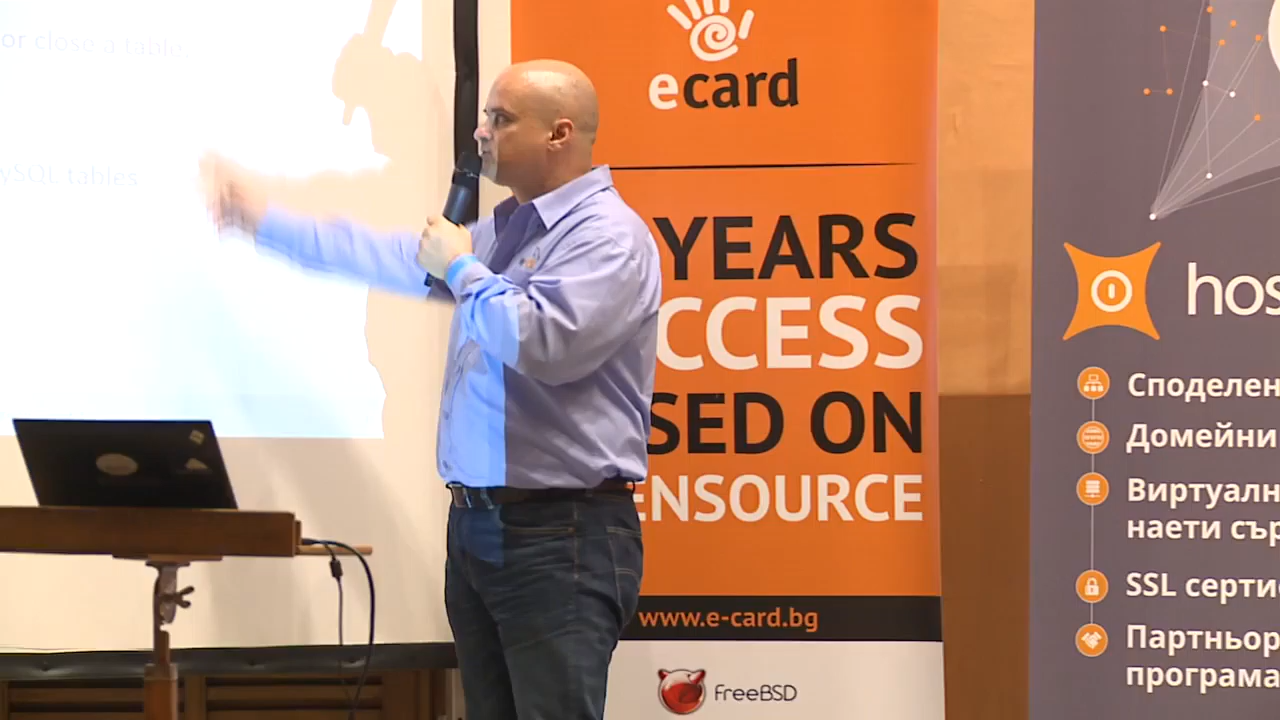 or close a table
ySQL tables
ecard
YEARS
CCESS
SED ON
ENSOURCE
www.e-card.bg
FreeBSD
hos
Споделен
Домейни
Виртуалн
наети сър
SSL серти
Партньор
програма